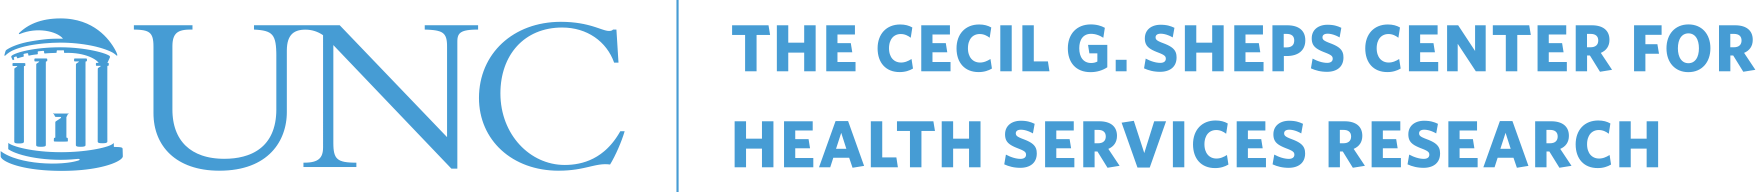 UNC
THE CECIL G. SHEPS CENTER FOR
HEALTH SERVICES RESEARCH